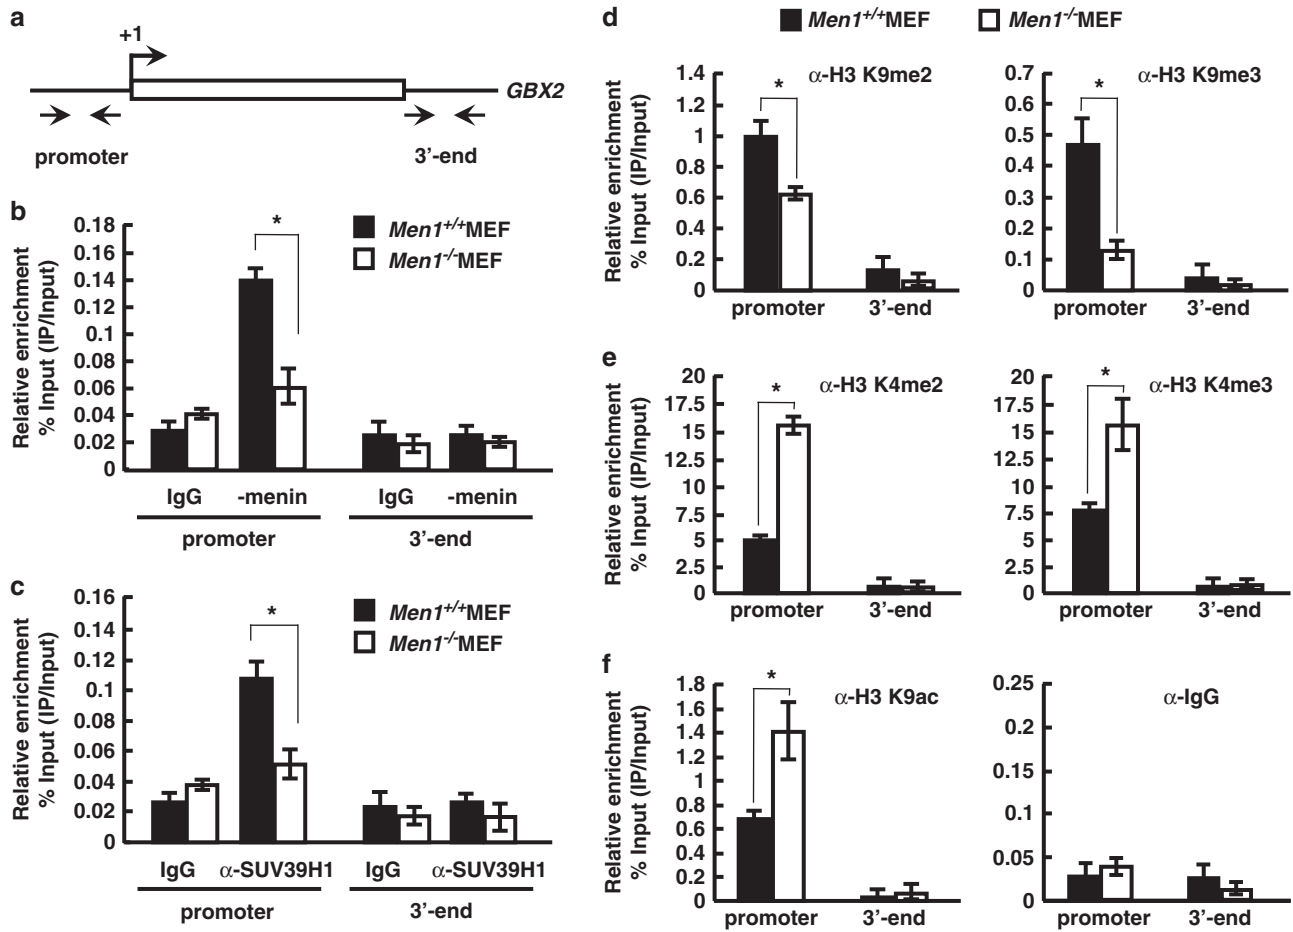 a
+1
GBX2
promoter
3’-end
b
Relative enrichment
% Input (IP/Input)
0.18
0.16
0.14
0.12
0.1
0.08
0.06
0.04
0.02
0
*
Men1+/+MEF
Men1-/-MEF
IgG -menin IgG -menin
promoter 3’-end
c
Relative enrichment
% Input (IP/Input)
0.16
0.14
0.12
0.1
0.08
0.06
0.04
0.02
0
*
Men1+/+MEF
Men1-/-MEF
IgG α-SUV39H1 IgG α-SUV39H1
promoter 3’-end
d
Men1+/+MEF Men1-/-MEF
Relative enrichment
% Input (IP/Input)
1.4
1.2
1
0.8
0.6
0.4
0.2
0
*
α-H3 K9me2
promoter 3’-end
0.7
0.6
0.5
0.4
0.3
0.2
0.1
0
*
α-H3 K9me3
promoter 3’-end
e
Relative enrichment
% Input (IP/Input)
20
17.5
15
12.5
10
7.5
5
2.5
0
*
α-H3 K4me2
promoter 3’-end
20
17.5
15
12.5
10
7.5
5
2.5
0
*
α-H3 K4me3
promoter 3’-end
f
Relative enrichment
% Input (IP/Input)
1.8
1.6
1.4
1.2
1
0.8
0.6
0.4
0.2
0
*
α-H3 K9ac
promoter 3’-end
0.25
0.2
0.15
0.1
0.05
0.00
α-IgG
promoter 3’-end